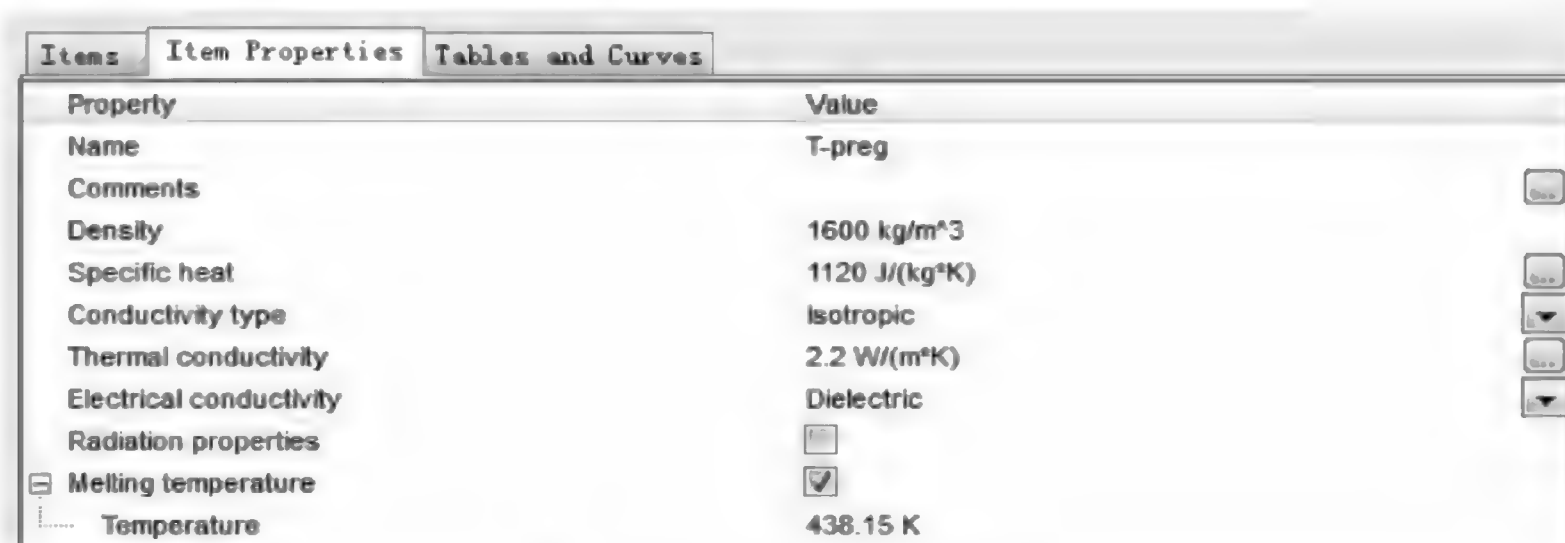 Items Item Properties Tables and Curves
Property Value
Name T-preg
Comments
Density 1600 kg/m^3
Specific heat 1120 J/(kg*K)
Conductivity type Isotropic
Thermal conductivity 2.2 W/(m*K)
Electrical conductivity Dielectric
Radiation properties
Melting temperature
Temperature 438.15 K